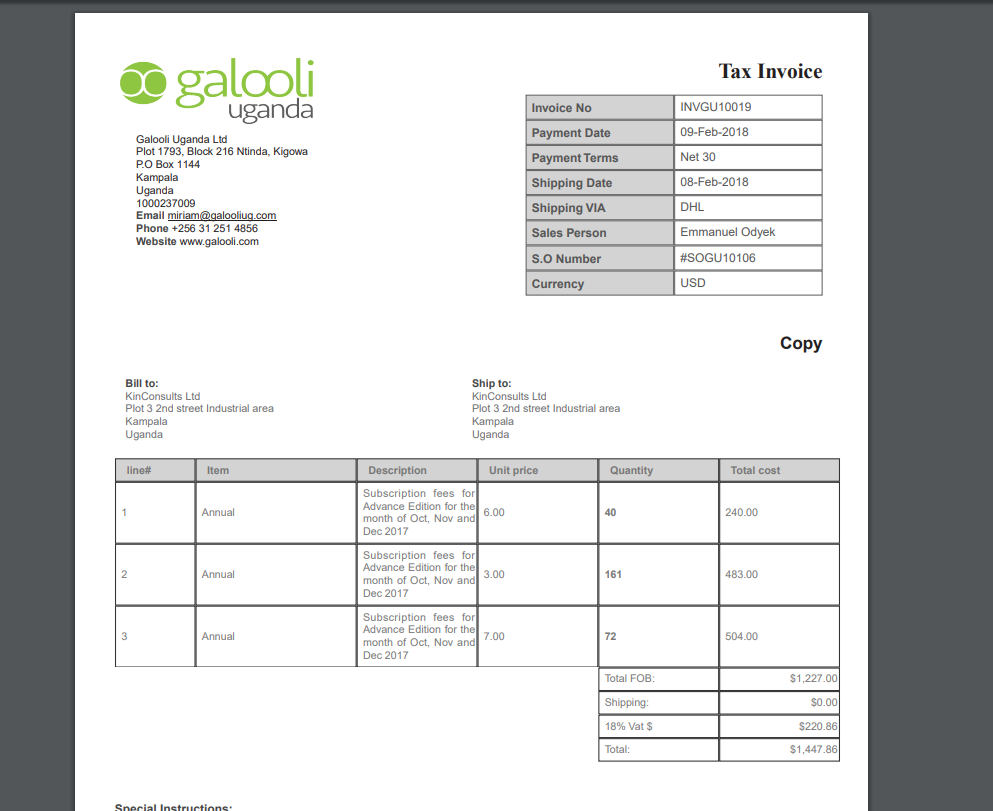 galooli
uganda
Tax Invoice
Galooli Uganda Ltd
Plot 1793, Block 216 Ntinda, Kigowa
P.O Box 1144
Kampala
Uganda
1000237009
Email miriam@galooliug.com
Phone +256 31 251 4856
Website www.galooli.com
Invoice No INVGU10019
Payment Date 09-Feb-2018
Payment Terms Net 30
Shipping Date 08-Feb-2018
Shipping VIA DHL
Sales Person Emmanuel Odyek
S.O Number #SOGU10106
Currency USD
Copy
Bill to:
KinConsults Ltd
Plot 3 2nd street Industrial area
Kampala
Uganda
Ship to:
KinConsults Ltd
Plot 3 2nd street Industrial area
Kampala
Uganda
line# Item Description Unit price Quantity Total cost
1 Annual Subscription fees for
Advance Edition for the
month of Oct, Nov and
Dec 2017 6.00 40 240.00
2 Annual Subscription fees for
Advance Edition for the
month of Oct, Nov and
Dec 2017 3.00 161 483.00
3 Annual Subscription fees for
Advance Edition for the
month of Oct, Nov and
Dec 2017 7.00 72 504.00
Total FOB: $1,227.00
Shipping: $0.00
18% Vat $ $220.86
Total: $1,447.86
Special Instructions: